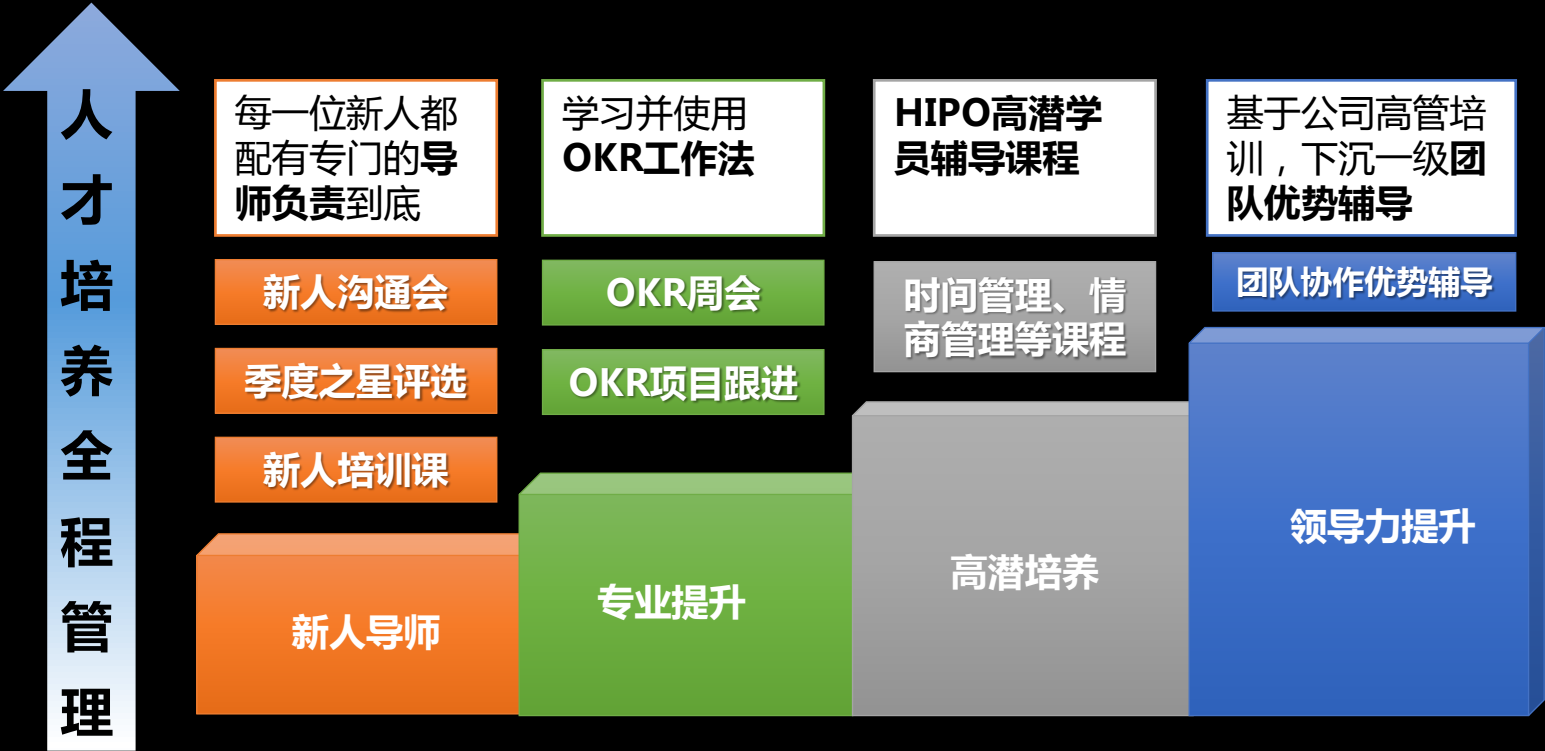 人才培养全程管理
每一位新人都
配有专门的导
师负责到底
新人沟通会
季度之星评选
新人培训课
新人导师
学习并使用
OKR工作法
OKR周会
OKR项目跟进
专业提升
HIPO高潜学
员辅导课程
时间管理、情
商管理等课程
高潜培养
基于公司高管培
训，下沉一级团
队优势辅导
团队协作优势辅导
领导力提升